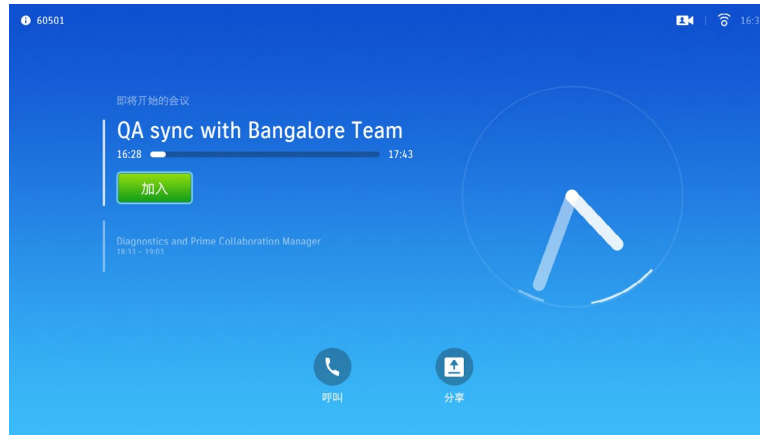 60501
16:3
即将开始的会议
QA sync with Bangalore Team
16:28 17:43
加入
Diagnostics and Prime Collaboration Manager
18:33 - 19:03
呼叫 分享